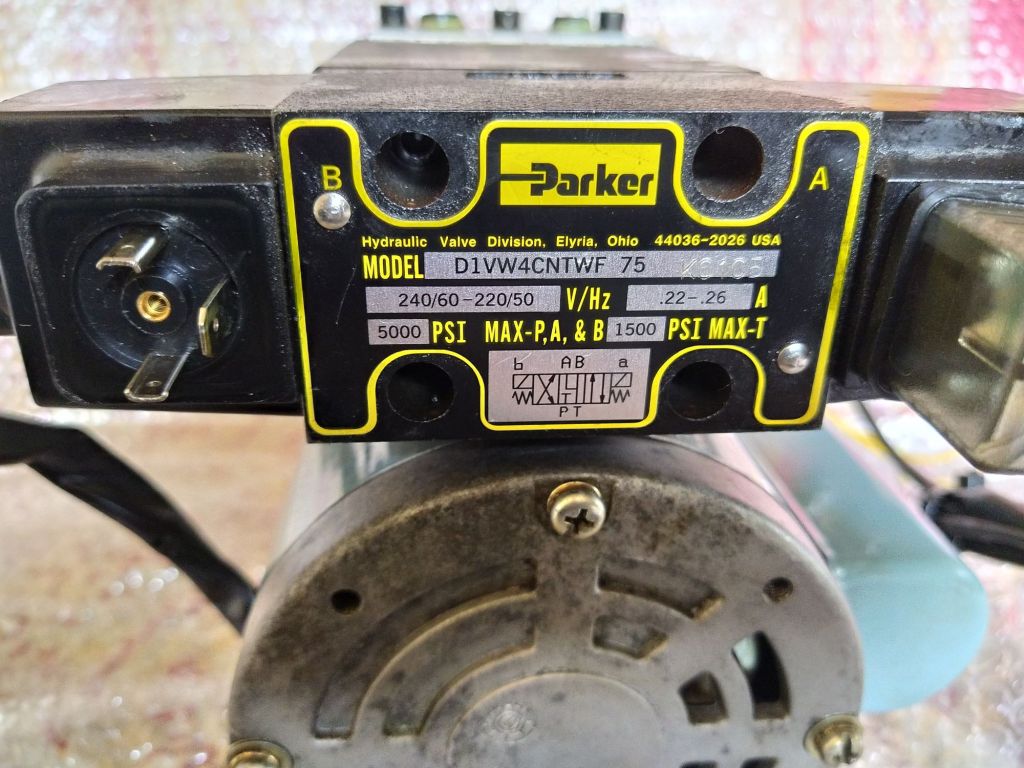 B
Parker
A
Hydraulic Valve Division, Elyria, Ohio 44036-2026 USA
MODEL D1VW4CNTWF 75
240/60-220/50 V/Hz .22-.26 A
5000 PSI MAX-P,A, & B 1500 PSI MAX-T
b AB a
T
PT